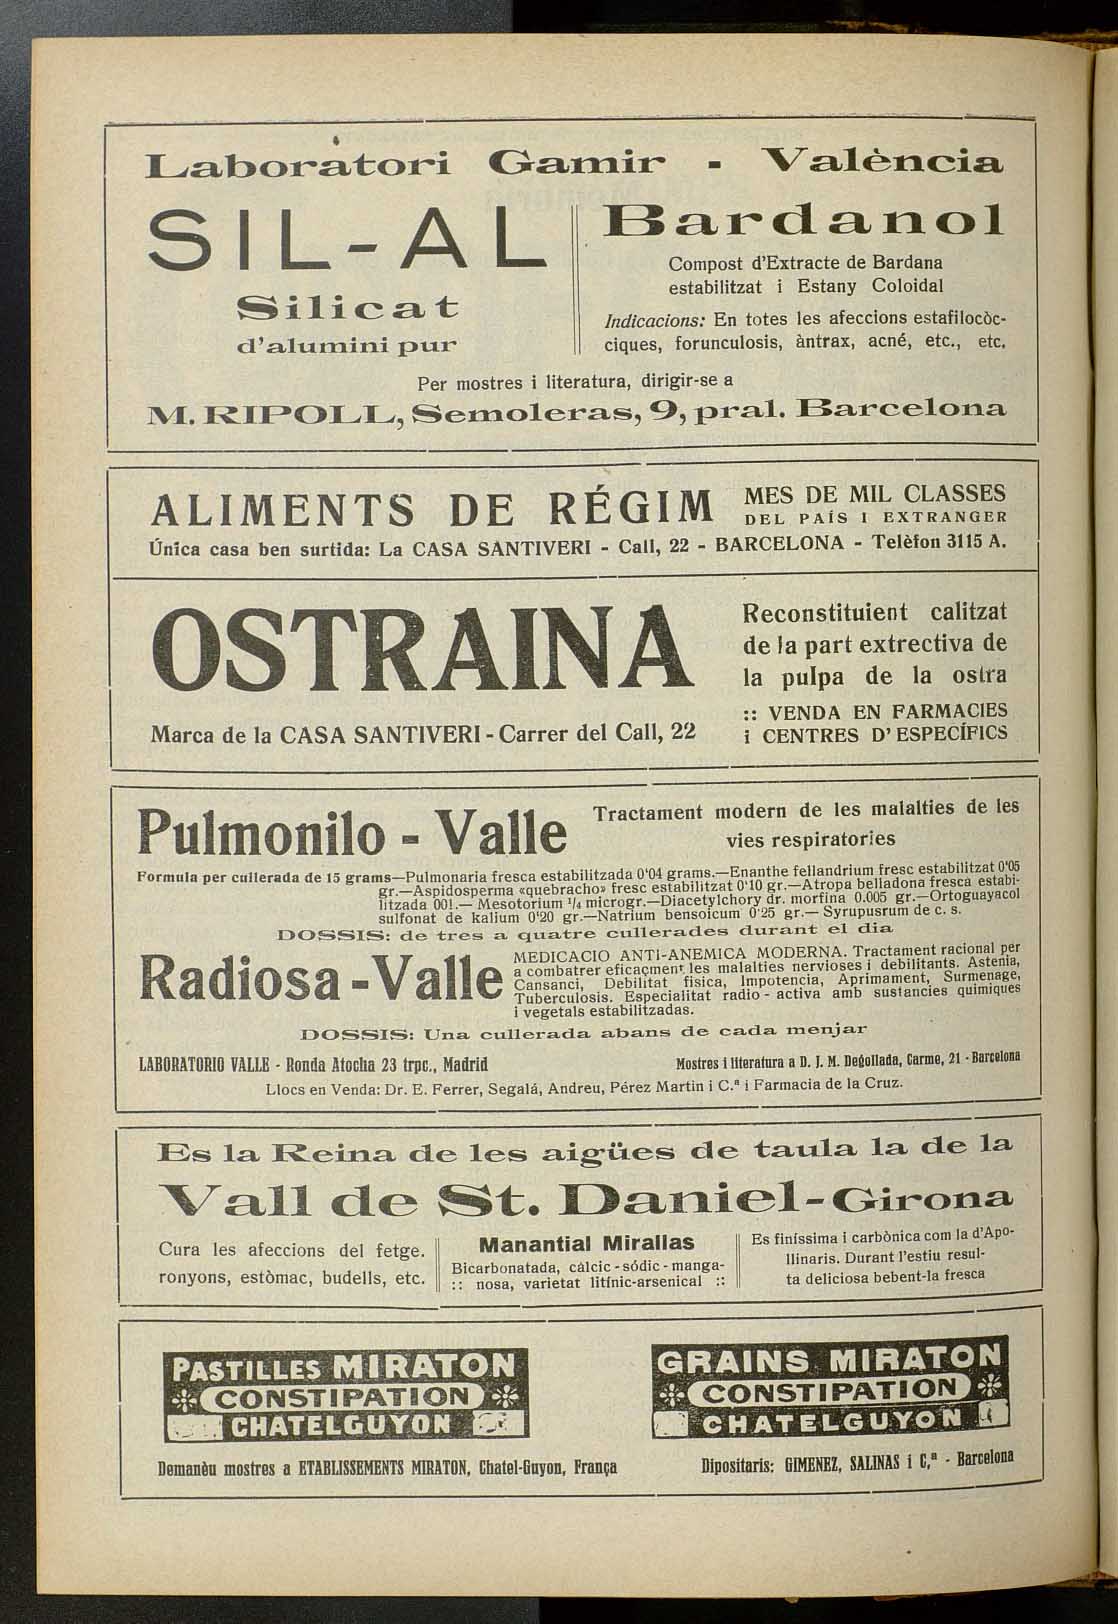 Laboràtori Gamir - València
SIL-AL
Silicat
d'alumini pur
Bardanol
Compost d'Extracte de Bardana
estabilitzat i Estany Coloidal
Indicacions: En totes les afeccions estafilocòc-
ciques, forunculosis, àntrax, acné, etc., etc.
Per mostres i literatura, dirigir-se a
M. RIPOLL, Semoleras, 9, pral. Barcelona
ALIMENTS DE RÉGIM
MES DE MIL CLASSES
DEL PAÍS I EXTRANGER
Única casa ben surtida: La CASA SANTIVERI - Call, 22 - BARCELONA - Telèfon 3115 A.
OSTRAINA
Marca de la CASA SANTIVERI - Carrer del Call, 22
Reconstituient calitzat
de la part extrectiva de
la pulpa de la ostra
:: VENDA EN FARMACIES
i CENTRES D'ESPECÍFICS
Pulmonilo - Valle
Tractament modern de les malalties de les
vies respiratories
Formula per cullerada de 15 grams—Pulmonaria fresca estabilitzada 0'04 grams.—Enanthe fellandrium fresc estabilitzat 0'05
gr.—Aspidosperma «quebracho» fresc estabilitzat 0'10 gr.—Atropa belladona fresca estabi-
litzada 001.— Mesotorium 1/4 microgr.—Diacetylchory dr. morfina 0.005 gr.—Ortoguayacol
sulfonat de kalium 0'20 gr.—Natrium bensoicum 0'25 gr.— Syrupusrum de c. s.
DOSSIS: de tres a quatre cullerades durant el dia
Radiosa - Valle
MEDICACIO ANTI-ANEMICA MODERNA. Tractament racional per
a combatrer eficaçment les malalties nervioses i debilitants. Astenia,
Cansanci, Debilitat fisica, Impotencia, Aprimament, Surmenage,
Tuberculosis. Especialitat radio - activa amb sustancies quimiques
i vegetals estabilitzadas.
DOSSIS: Una cullerada abans de cada menjar
LABORATORIO VALLE - Ronda Atocha 23 trpc., Madrid
Mostres i literatura a D. J. M. Degollada, Carme, 21 - Barcelona
Llocs en Venda: Dr. E. Ferrer, Segalá, Andreu, Pérez Martin i C.ª i Farmacia de la Cruz.
Es la Reina de les aigües de taula la de la
Vall de St. Daniel-Girona
Cura les afeccions del fetge.
ronyons, estòmac, budells, etc.
Manantial Mirallas
Bicarbonatada, càlcic - sódic - manga-
:: nosa, varietat litínic-arsenical ::
Es finíssima i carbònica com la d'Apo-
llinaris. Durant l'estiu resul-
ta deliciosa bebent-la fresca
PASTILLES MIRATON
CONSTIPATION
CHATELGUYON
GRAINS MIRATON
CONSTIPATION
CHATELGUYON
Demanèu mostres a ETABLISSEMENTS MIRATON, Chatel-Guyon, França
Dipositaris: GIMENEZ, SALINAS i C,ª - Barcelona